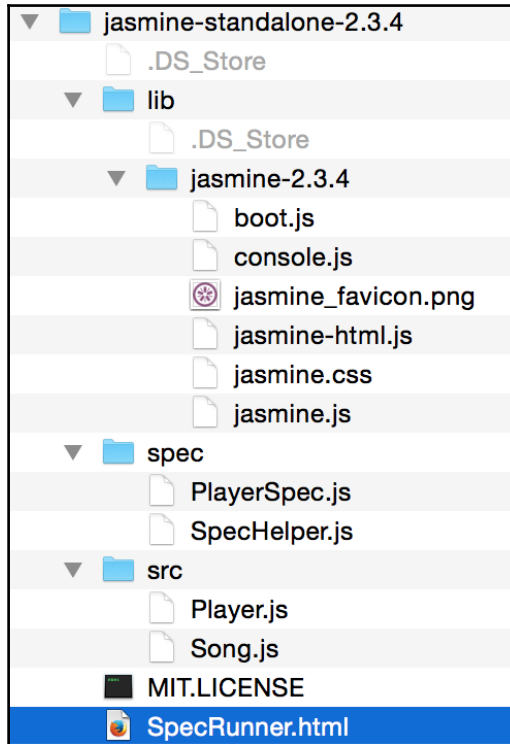 jasmine-standalone-2.3.4
.DS_Store
lib
.DS_Store
jasmine-2.3.4
boot.js
console.js
jasmine_favicon.png
jasmine-html.js
jasmine.css
jasmine.js
spec
PlayerSpec.js
SpecHelper.js
src
Player.js
Song.js
MIT.LICENSE
SpecRunner.html